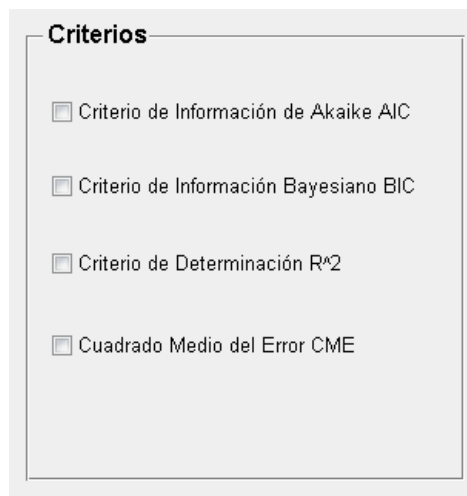 Criterios
Criterio de Información de Akaike AIC
Criterio de Información Bayesiano BIC
Criterio de Determinación R^2
Cuadrado Medio del Error CME